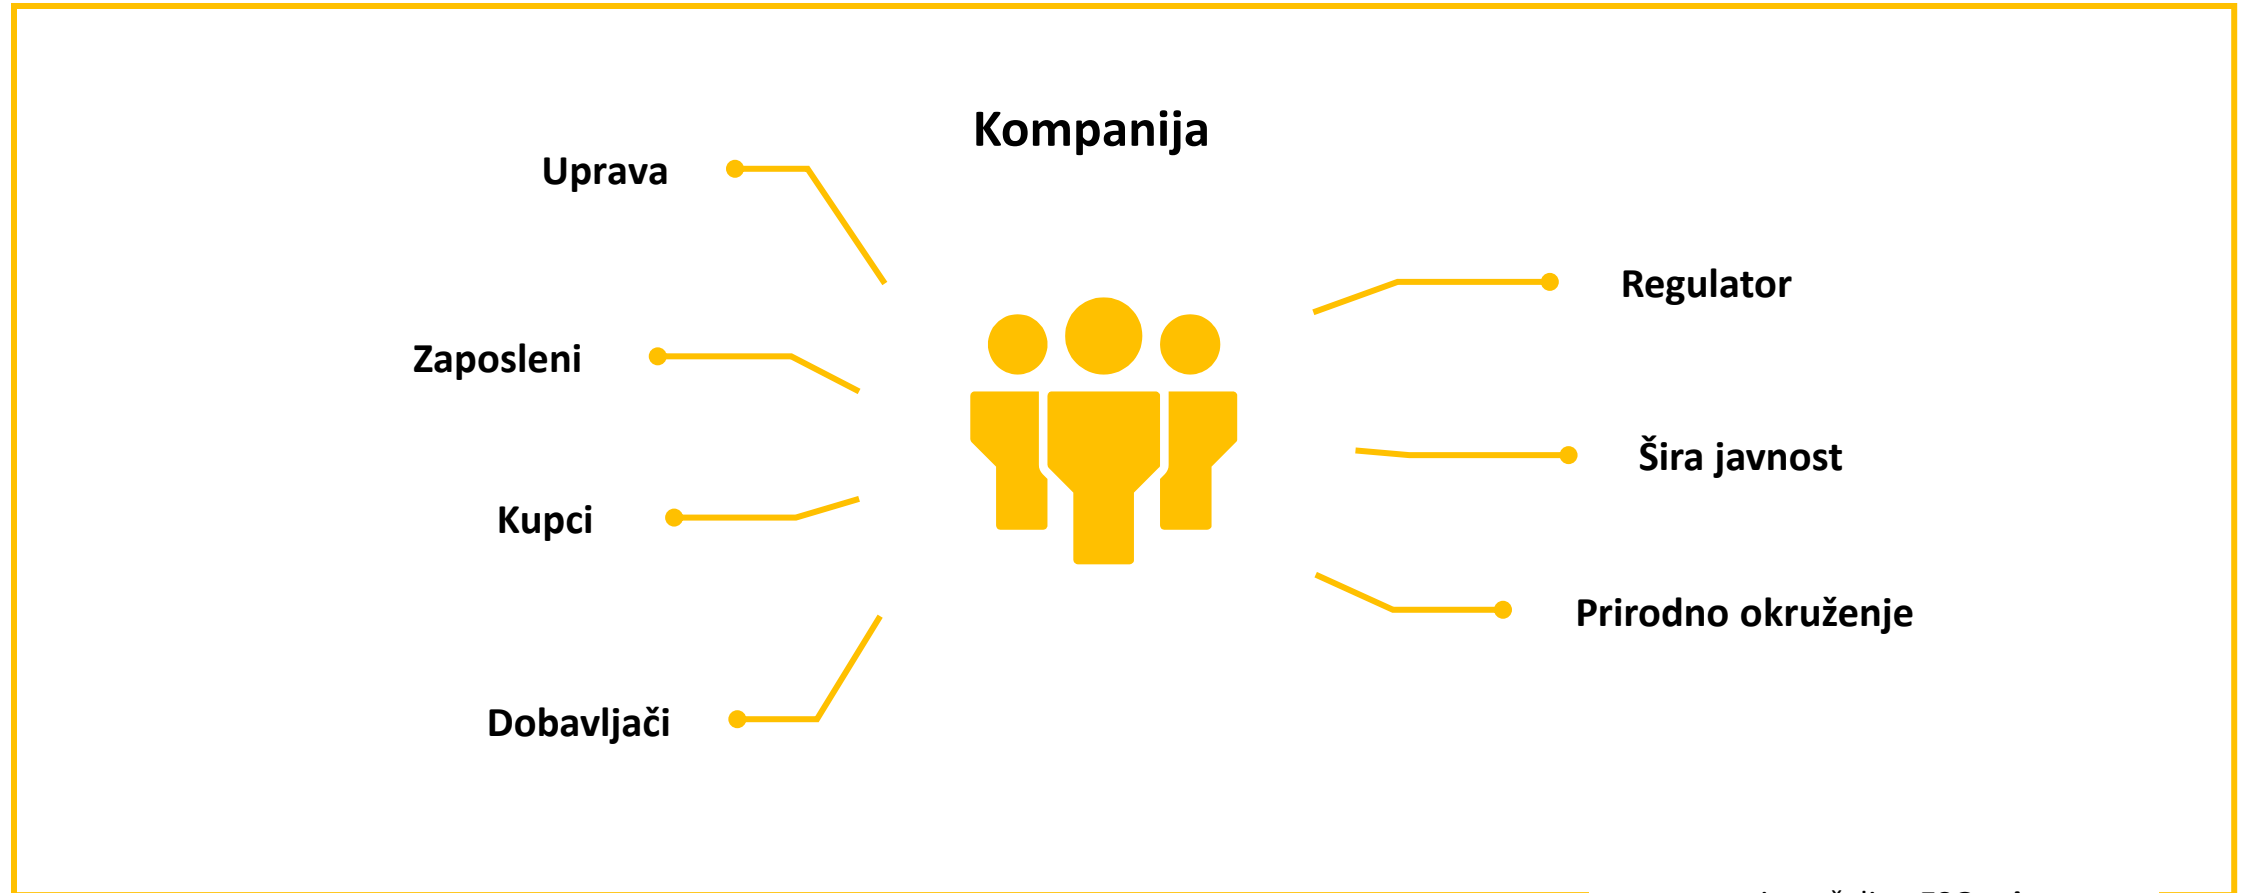 Kompanija
Uprava
Zaposleni
Kupci
Dobavljači
Regulator
Šira javnost
Prirodno okruženje